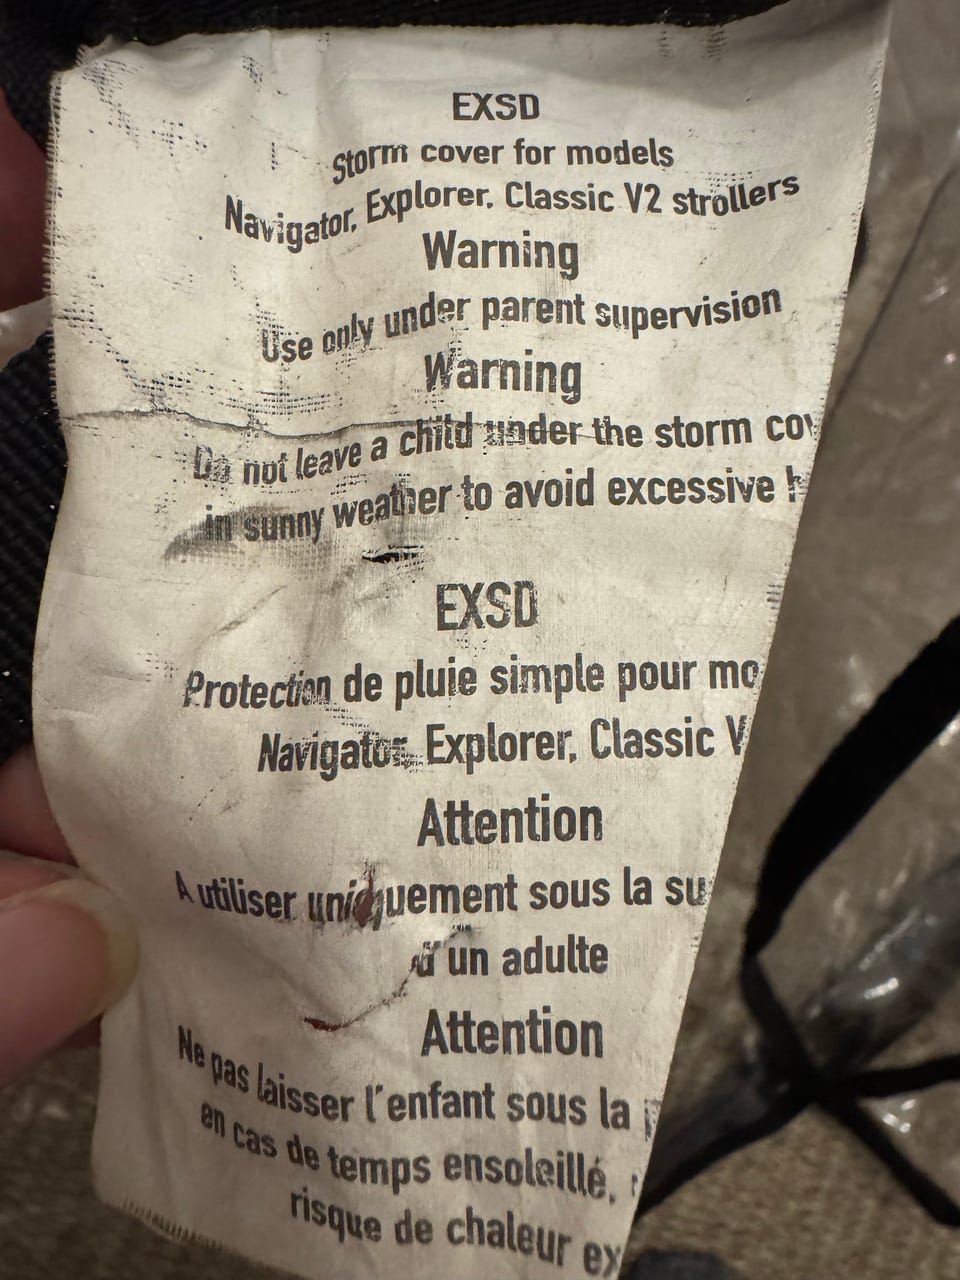 EXSD
Storm cover for models
Navigator, Explorer, Classic V2 strollers
Warning
Use only under parent supervision
Warning
Do not leave a child under the storm
in sunny weather to avoid excessive
EXSD
Protection de pluie simple pour
Navigator, Explorer, Classic
Attention
A utiliser uniquement sous la
d'un adulte
Attention
Ne pas laisser l'enfant sous la
en cas de temps ensoleillé,
risque de chaleur